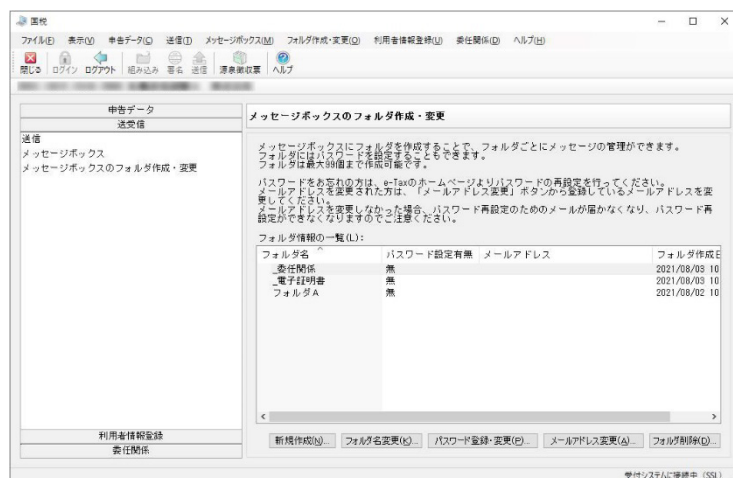 国税
ファイル(F) 表示(V) 申告データ(C) 送信(T) メッセージボックス(M) フォルダ作成・変更(O) 利用者情報登録(U) 委任関係(D) ヘルプ(H)
閉じる ログイン ログアウト 組み込み 署名 送信 源泉徴収票 ヘルプ
申告データ
送受信
送信
メッセージボックス
メッセージボックスのフォルダ作成・変更
利用者情報登録
委任関係
メッセージボックスのフォルダ作成・変更
メッセージボックスにフォルダを作成することで、フォルダごとにメッセージの管理ができます。
フォルダにはパスワードを設定することもできます。
フォルダは最大99個まで作成可能です。
パスワードをお忘れの方は、e-Taxのホームページよりパスワードの再設定を行ってください。
メールアドレスを変更された方は、「メールアドレス変更」ボタンから登録しているメールアドレスを変
更してください。
メールアドレスを変更しなかった場合、パスワード再設定のためのメールが届かなくなり、パスワード再
設定ができなくなりますのでご注意ください。
フォルダ情報の一覧(L):
フォルダ名 パスワード設定有無 メールアドレス フォルダ作成日
_委任関係 無 2021/08/03 10
_電子証明書 無 2021/08/03 10
フォルダA 無 2021/08/02 10
新規作成(N)... フォルダ名変更(K)... パスワード登録・変更(P)... メールアドレス変更(A)... フォルダ削除(D)...
受付システムに接続中 (SSL)